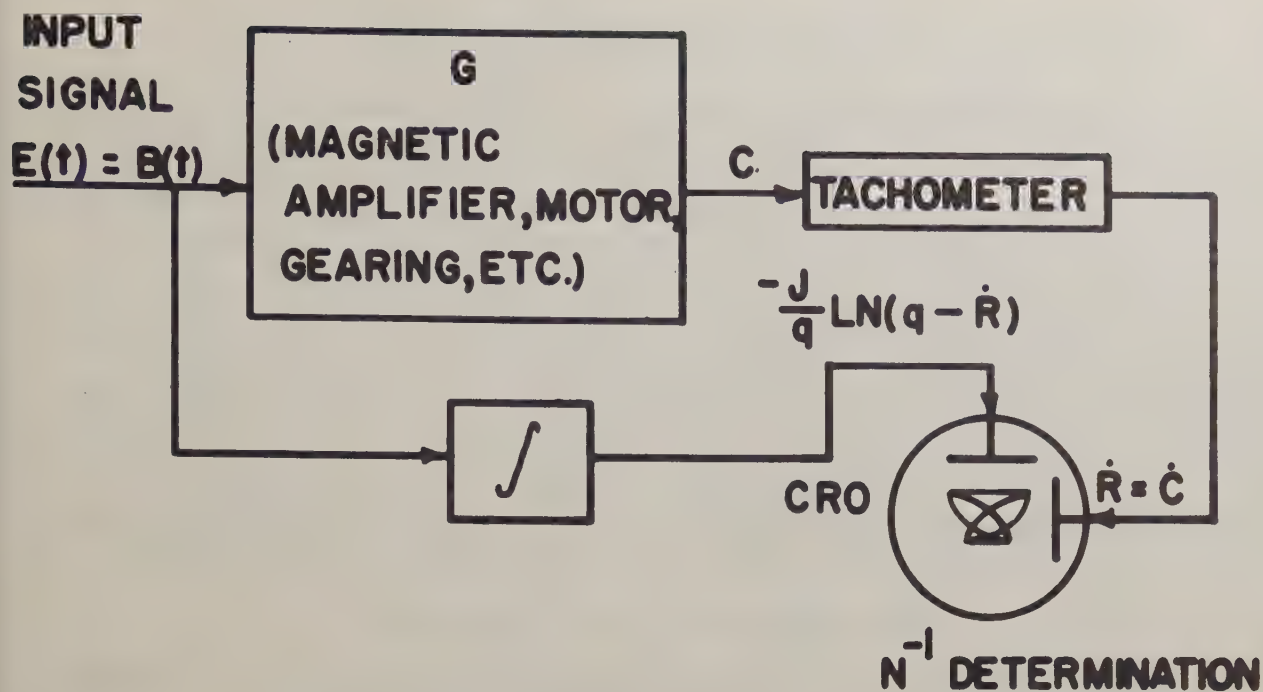 INPUT
SIGNAL
E(t) = B(t)
G
(MAGNETIC
AMPLIFIER, MOTOR,
GEARING, ETC.)
C.
TACHOMETER
-J/q LN(q - Ṙ)
∫
CRO
Ṙ = Ċ
N⁻¹ DETERMINATION